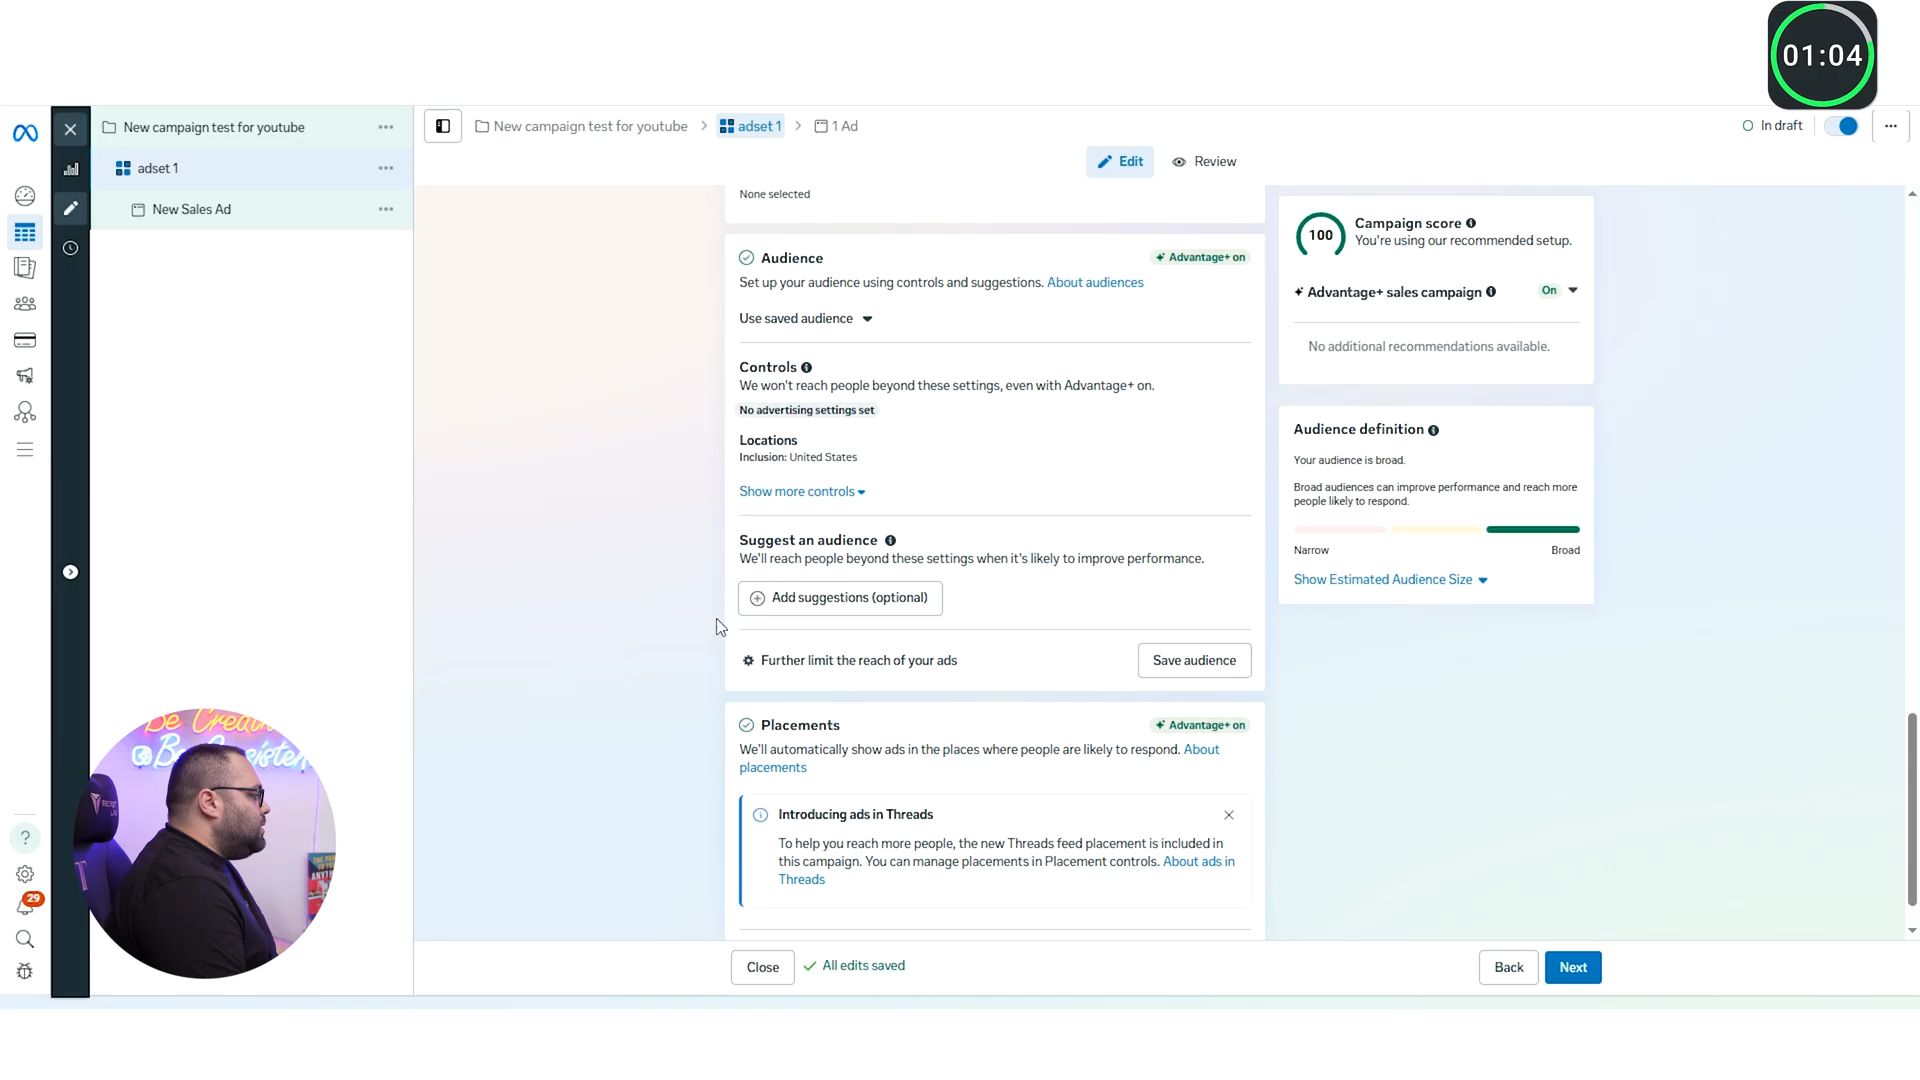 01:04
New campaign test for youtube
adset 1
New Sales Ad
New campaign test for youtube
adset 1
1 Ad
In draft
Edit
Review
None selected
Audience
Advantage+ on
Set up your audience using controls and suggestions. About audiences
Use saved audience
Controls
We won't reach people beyond these settings, even with Advantage+ on.
No advertising settings set
Locations
Inclusion: United States
Show more controls
Suggest an audience
We'll reach people beyond these settings when it's likely to improve performance.
Add suggestions (optional)
Further limit the reach of your ads
Save audience
Placements
Advantage+ on
We'll automatically show ads in the places where people are likely to respond. About
placements
Introducing ads in Threads
To help you reach more people, the new Threads feed placement is included in
this campaign. You can manage placements in Placement controls. About ads in
Threads
Close
All edits saved
Back
Next
100
Campaign score
You're using our recommended setup.
Advantage+ sales campaign
On
No additional recommendations available.
Audience definition
Your audience is broad.
Broad audiences can improve performance and reach more
people likely to respond.
Narrow
Broad
Show Estimated Audience Size
29
Be